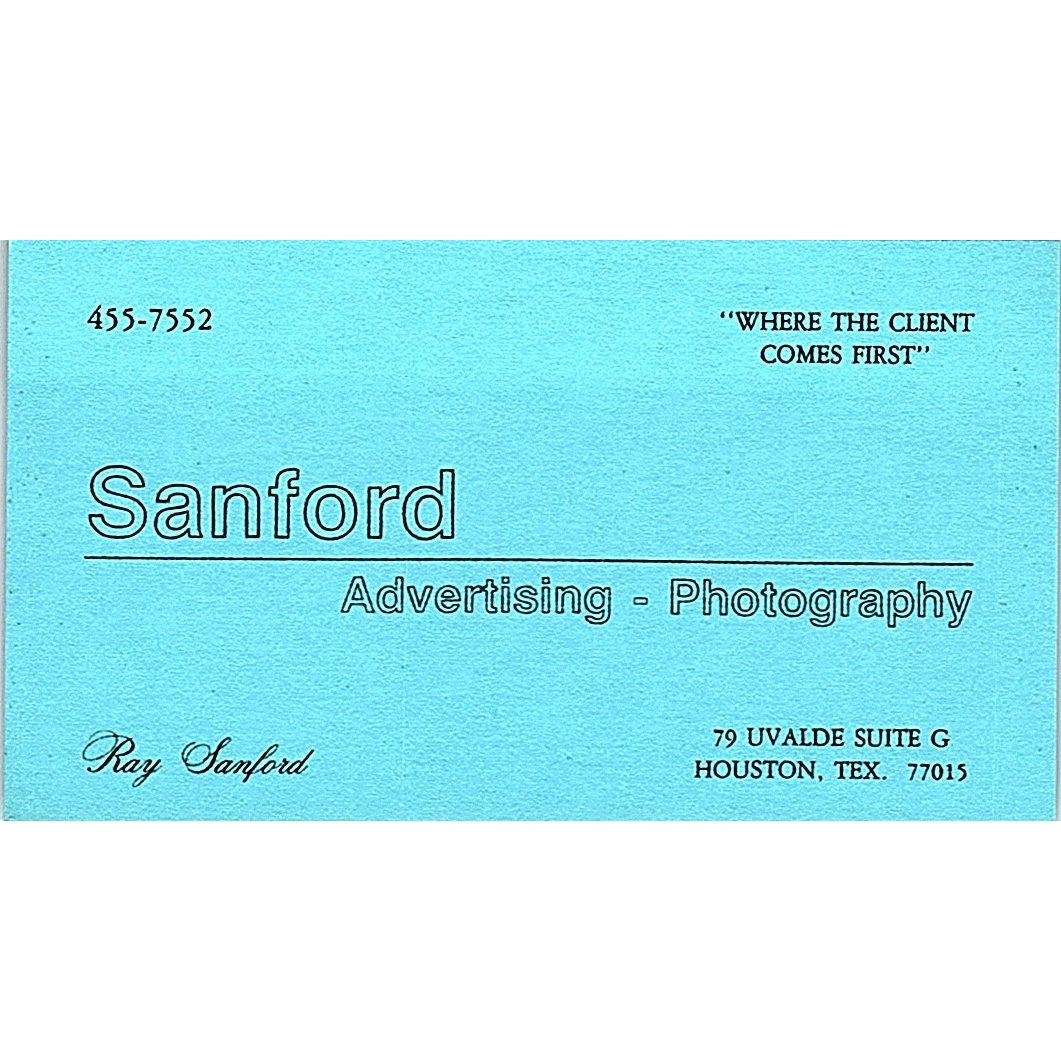 455-7552
"WHERE THE CLIENT
COMES FIRST"
Sanford
Advertising - Photography
Ray Sanford
79 UVALDE SUITE G
HOUSTON, TEX. 77015